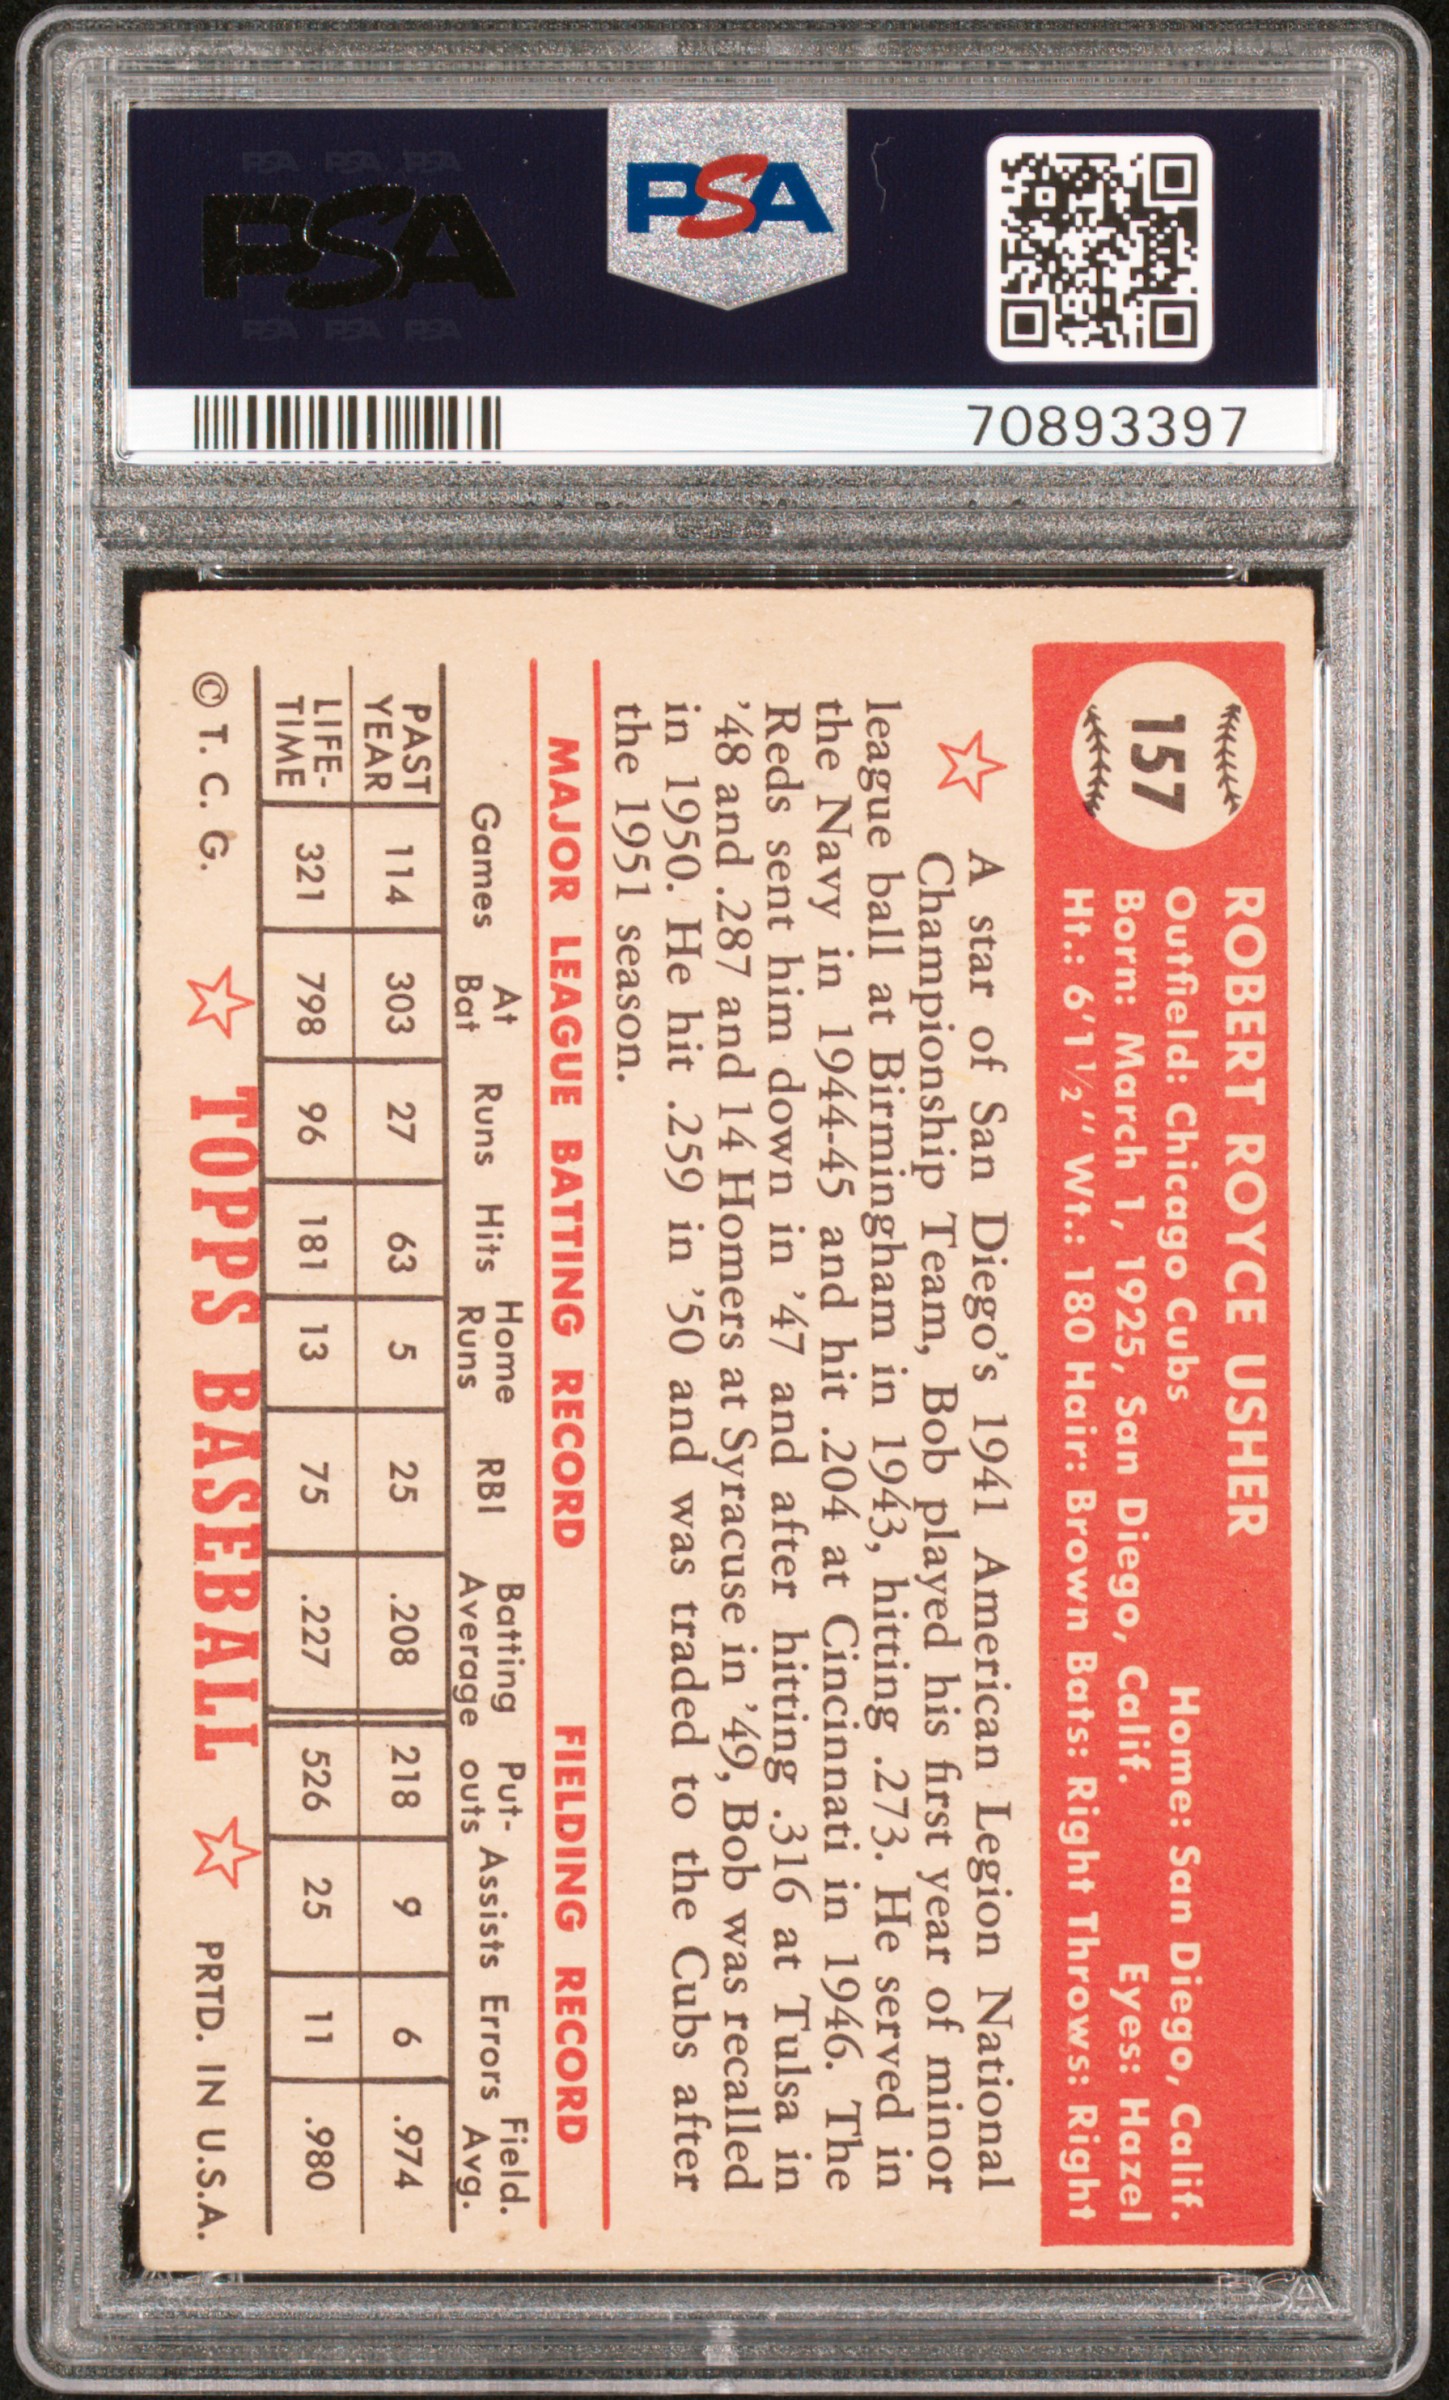 PSA PSA PSA
PSA
PSA PSA PSA
PSA
70893397
157
ROBERT ROYCE USHER
Outfield: Chicago Cubs Home: San Diego, Calif.
Born: March 1, 1925, San Diego, Calif. Eyes: Hazel
Ht.: 6'1½" Wt.: 180 Hair: Brown Bats: Right Throws: Right
A star of San Diego's 1941 American Legion National
Championship Team, Bob played his first year of minor
league ball at Birmingham in 1943, hitting .273. He served in
the Navy in 1944-45 and hit .204 at Cincinnati in 1946. The
Reds sent him down in '47 and after hitting .316 at Tulsa in
'48 and .287 and 14 Homers at Syracuse in '49, Bob was recalled
in 1950. He hit .259 in '50 and was traded to the Cubs after
the 1951 season.
MAJOR LEAGUE BATTING RECORD FIELDING RECORD
Games At Bat Runs Hits Home Runs RBI Batting Average Put-outs Assists Errors Field. Avg.
PAST YEAR 114 303 27 63 5 25 .208 218 9 6 .974
LIFE-TIME 321 798 96 181 13 75 .227 526 25 11 .980
© T. C. G. TOPPS BASEBALL PRTD. IN U.S.A.
PSA